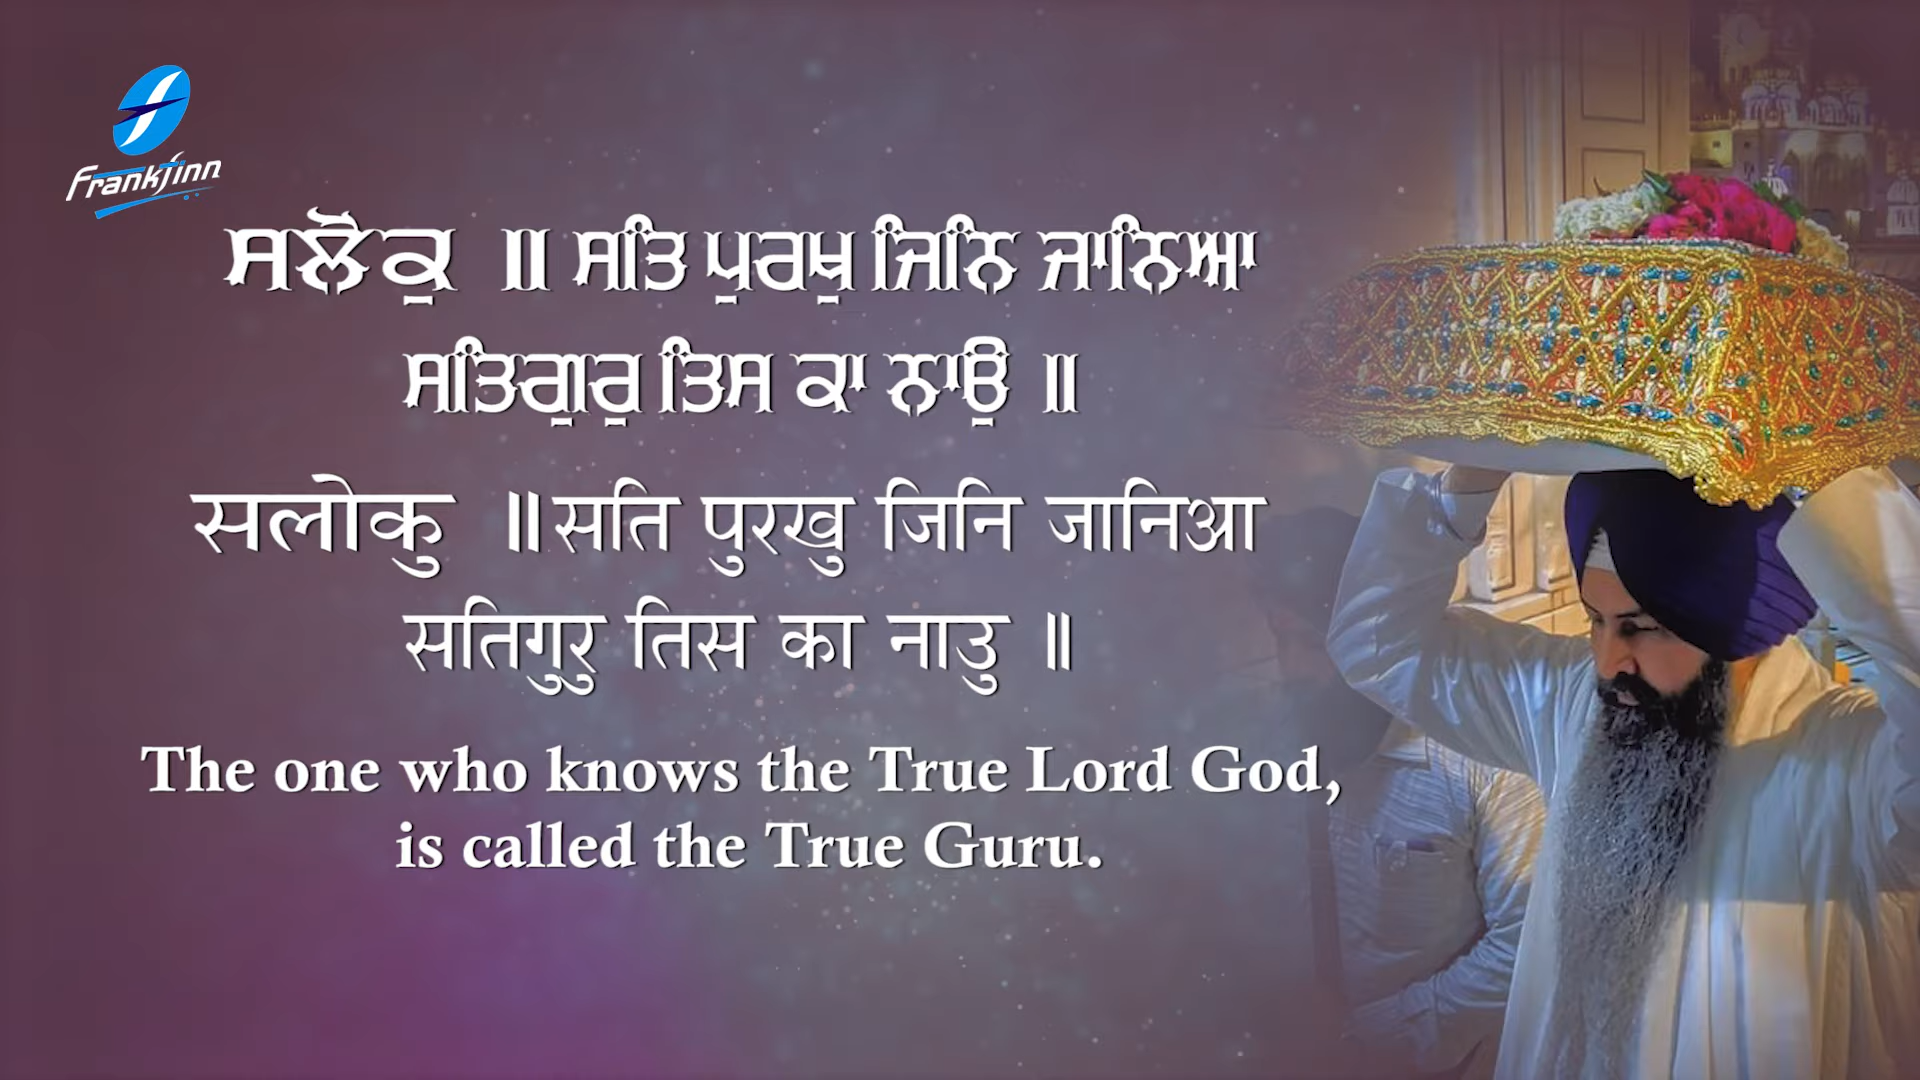 Frankfinn
ਸਲੋਕੁ ॥ ਸਤਿ ਪੁਰਖੁ ਜਿਨਿ ਜਾਨਿਆ
ਸਤਿਗੁਰੁ ਤਿਸ ਕਾ ਨਾਉ ॥
सलोकु ॥ सति पुरखु जिनि जानिआ
सतिगुरु तिस का नाउ ॥
The one who knows the True Lord God,
is called the True Guru.